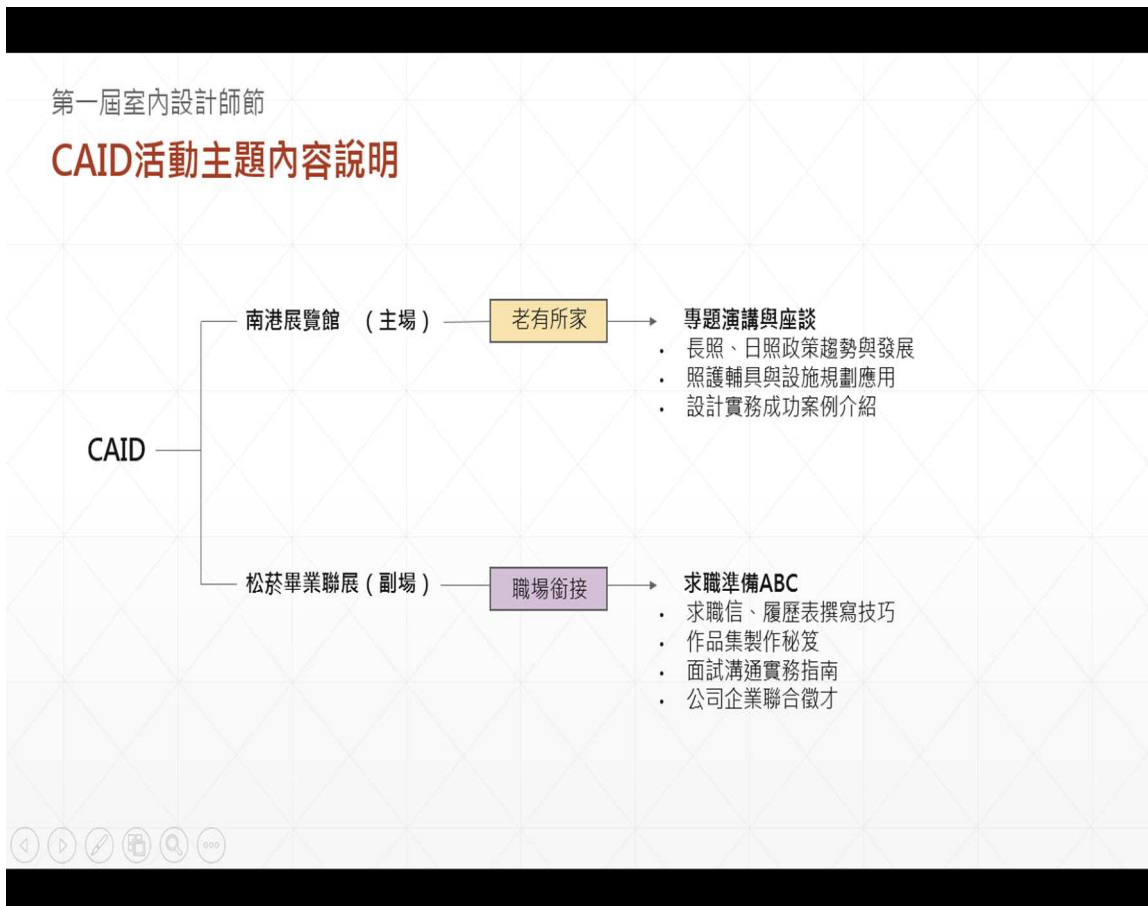 第一屆室內設計師節
CAID活動主題內容說明
CAID
南港展覽館 （主場）
老有所家
專題演講與座談
• 長照、日照政策趨勢與發展
• 照護輔具與設施規劃應用
• 設計實務成功案例介紹
松菸畢業聯展（副場）
職場銜接
求職準備ABC
• 求職信、履歷表撰寫技巧
• 作品集製作秘笈
• 面試溝通實務指南
• 公司企業聯合徵才